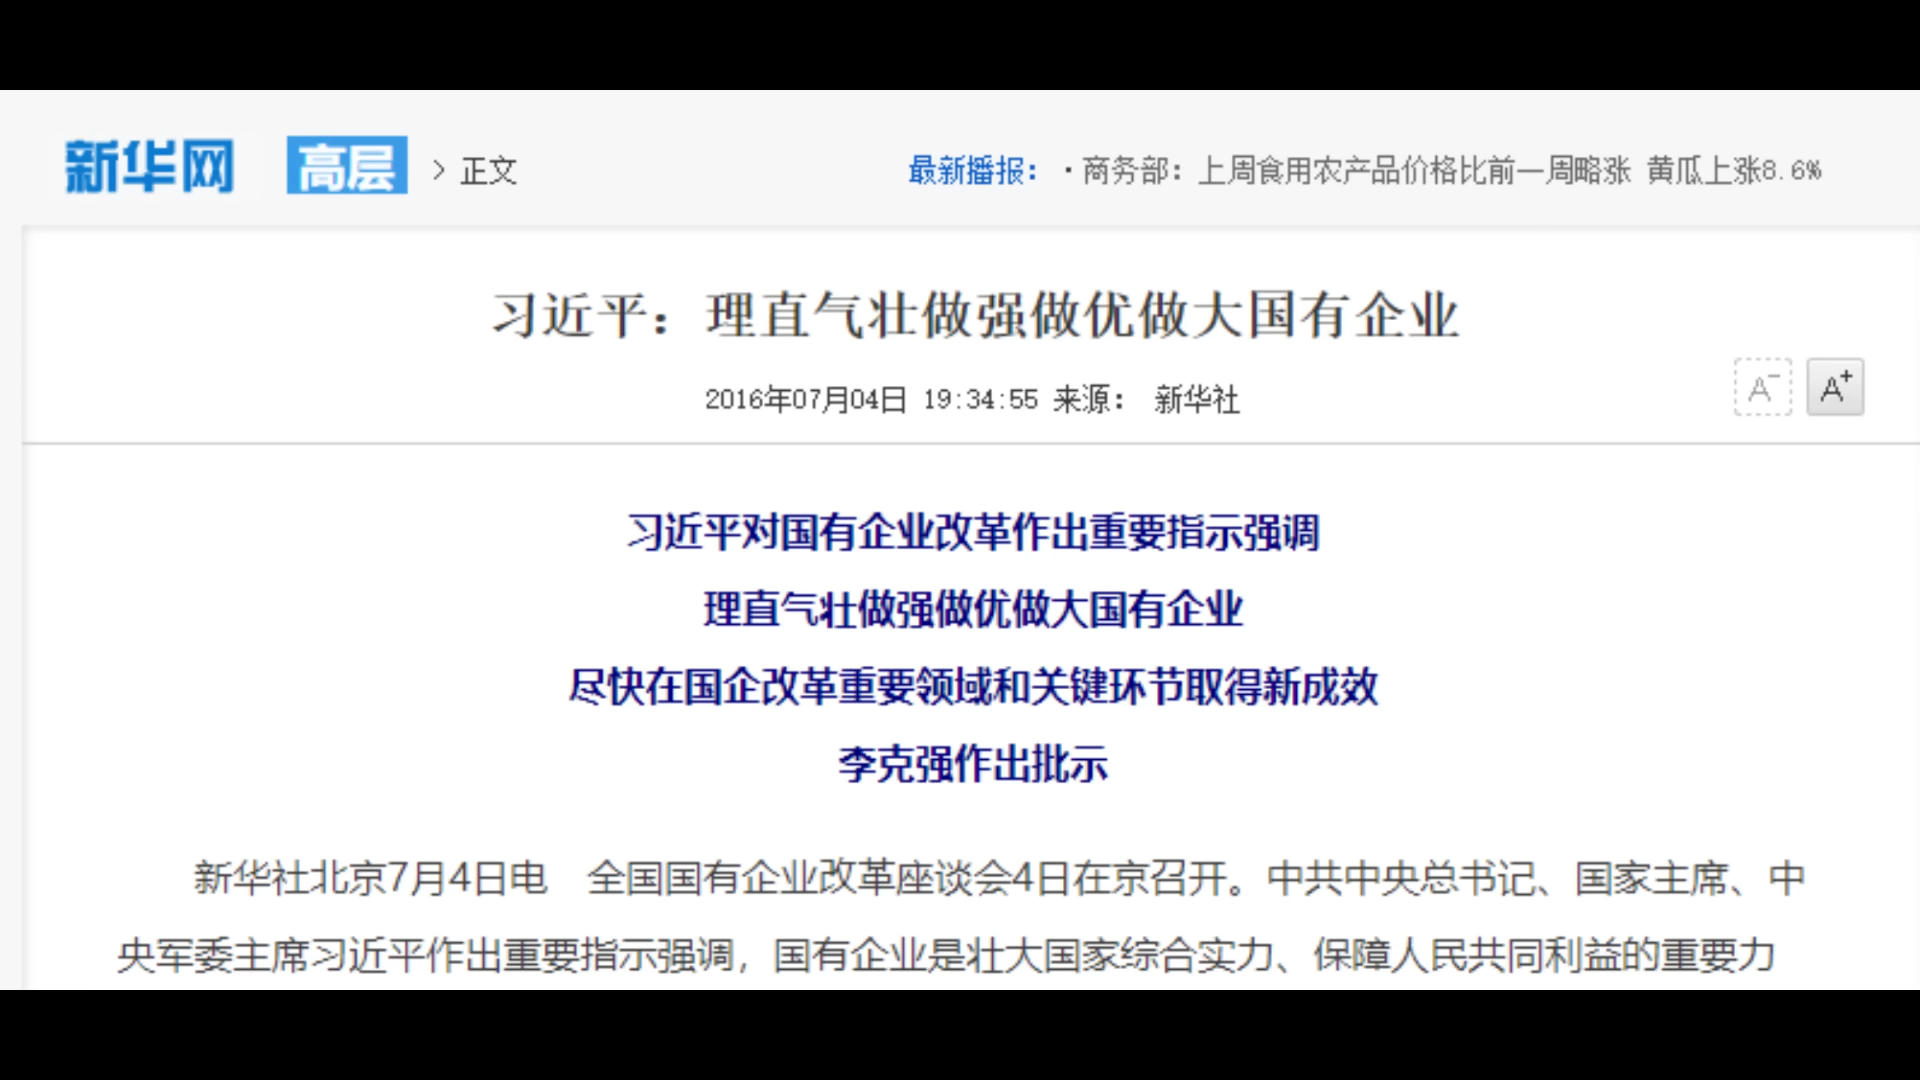 新华网 高层 > 正文 最新播报： ·商务部：上周食用农产品价格比前一周略涨 黄瓜上涨8.6%
习近平：理直气壮做强做优做大国有企业
2016年07月04日 19:34:55 来源： 新华社
A- A+
习近平对国有企业改革作出重要指示强调
理直气壮做强做优做大国有企业
尽快在国企改革重要领域和关键环节取得新成效
李克强作出批示
新华社北京7月4日电　全国国有企业改革座谈会4日在京召开。中共中央总书记、国家主席、中
央军委主席习近平作出重要指示强调，国有企业是壮大国家综合实力、保障人民共同利益的重要力